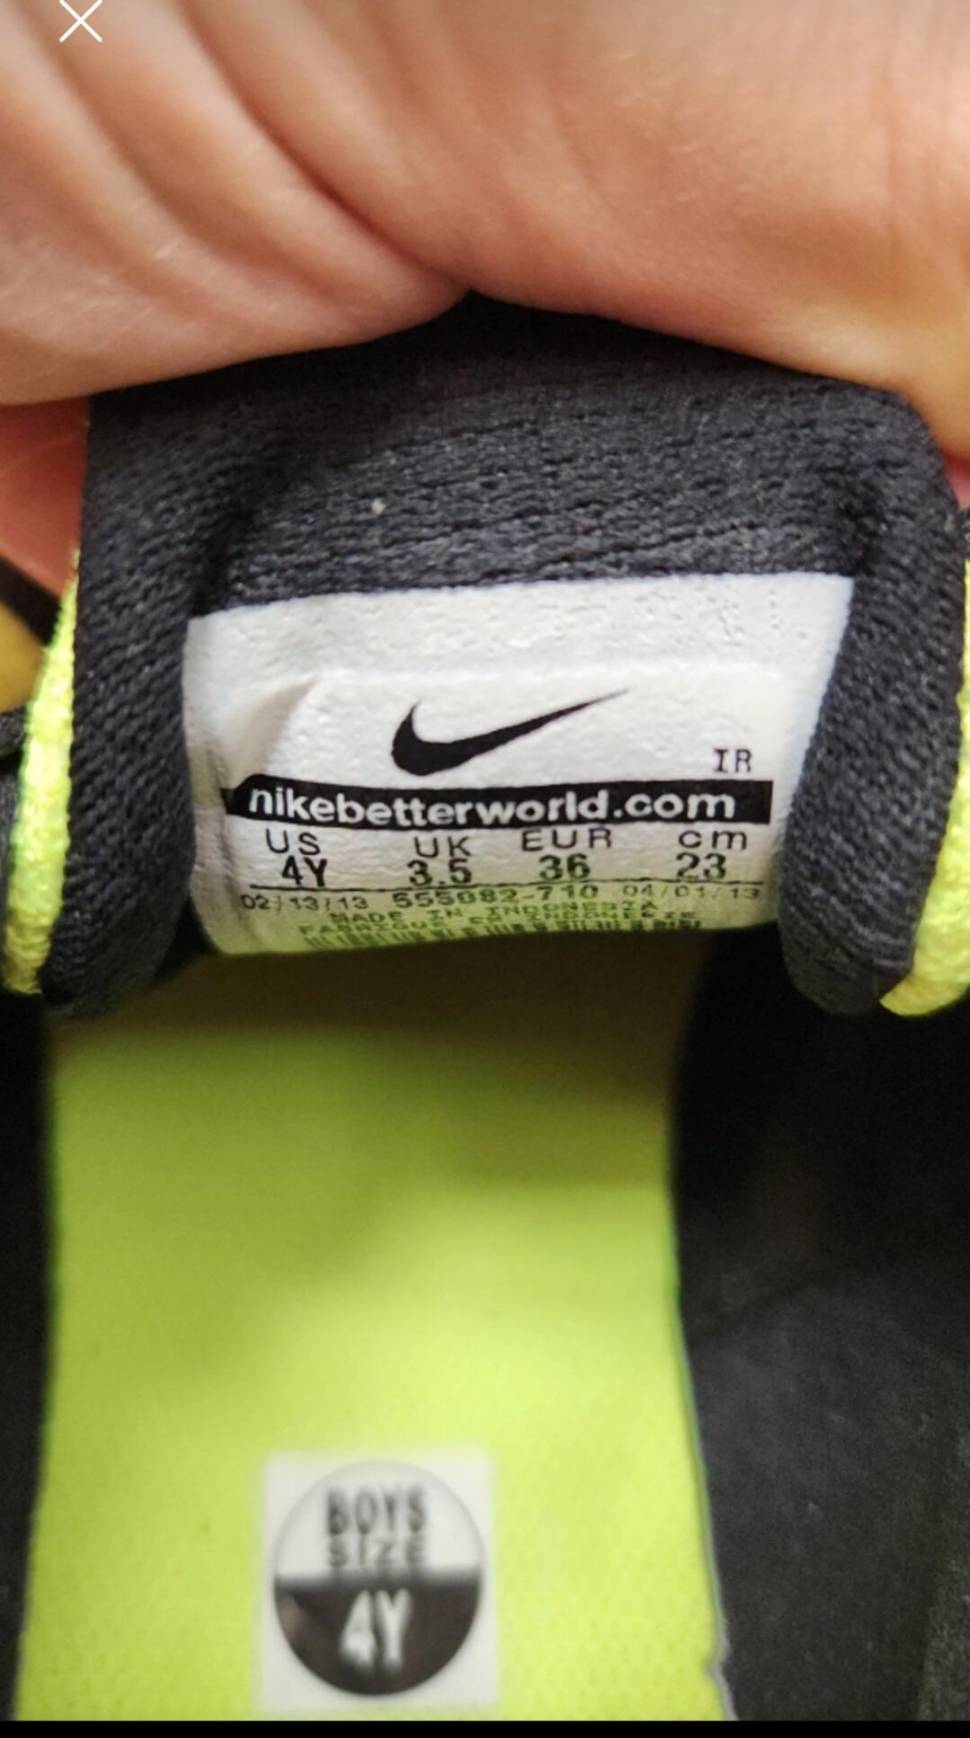 IR
nikebetterworld.com
US UK EUR cm
4Y 3.5 36 23
02/13/13 555082-710 04/01/13
MADE IN INDONESIA
BOYS
SIZE
4Y